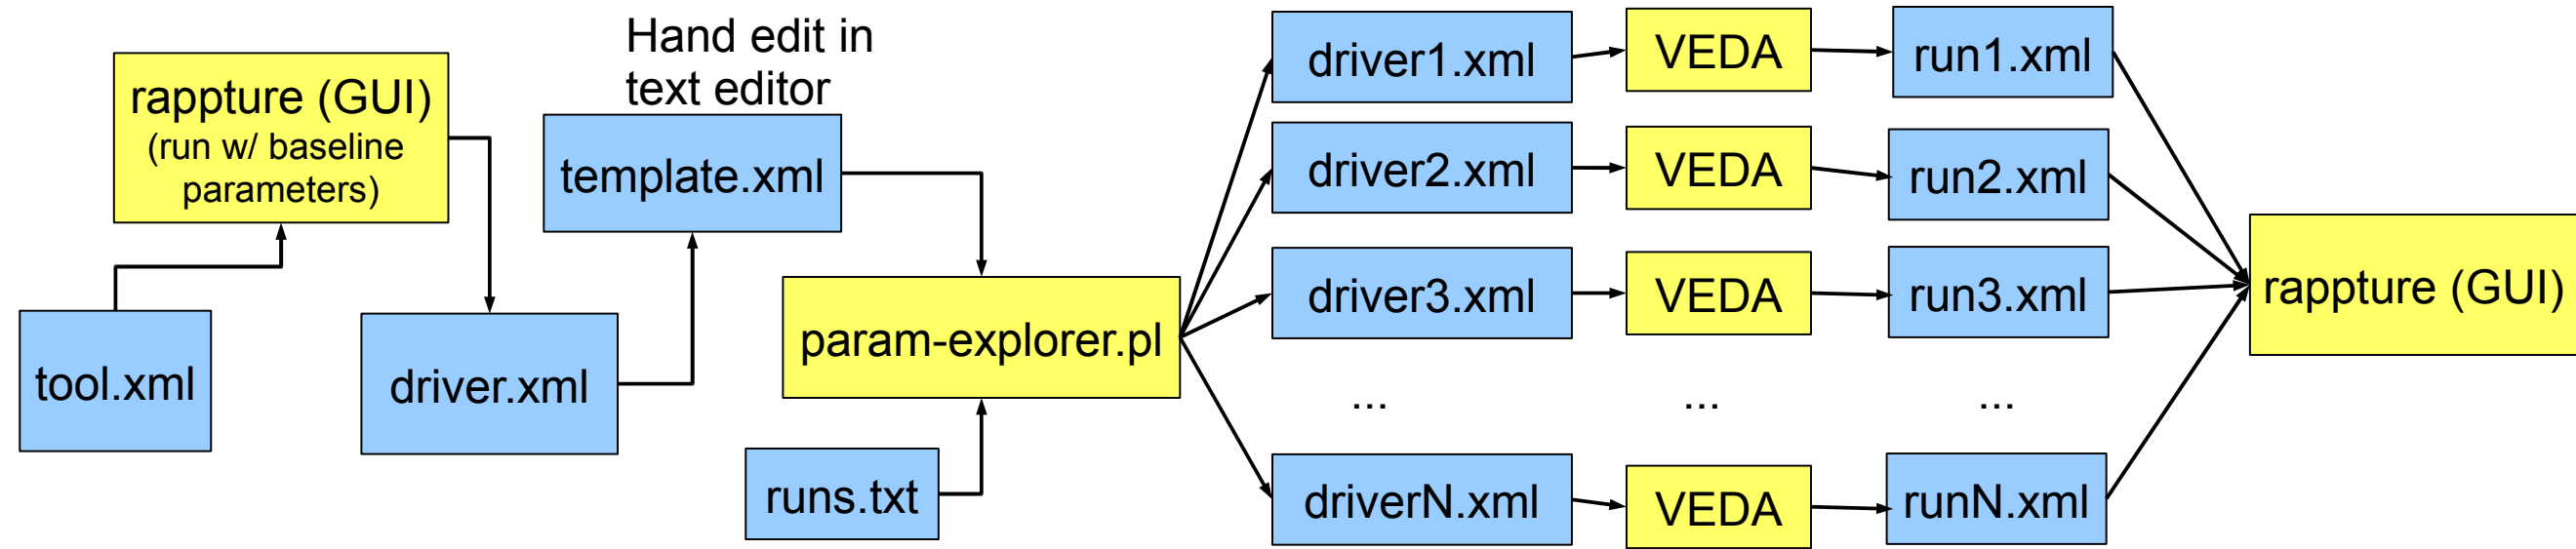 Hand edit in
text editor
rappture (GUI)
(run w/ baseline
parameters)
tool.xml
driver.xml
template.xml
param-explorer.pl
runs.txt
driver1.xml
VEDA
run1.xml
driver2.xml
VEDA
run2.xml
driver3.xml
VEDA
run3.xml
...
...
...
driverN.xml
VEDA
runN.xml
rappture (GUI)